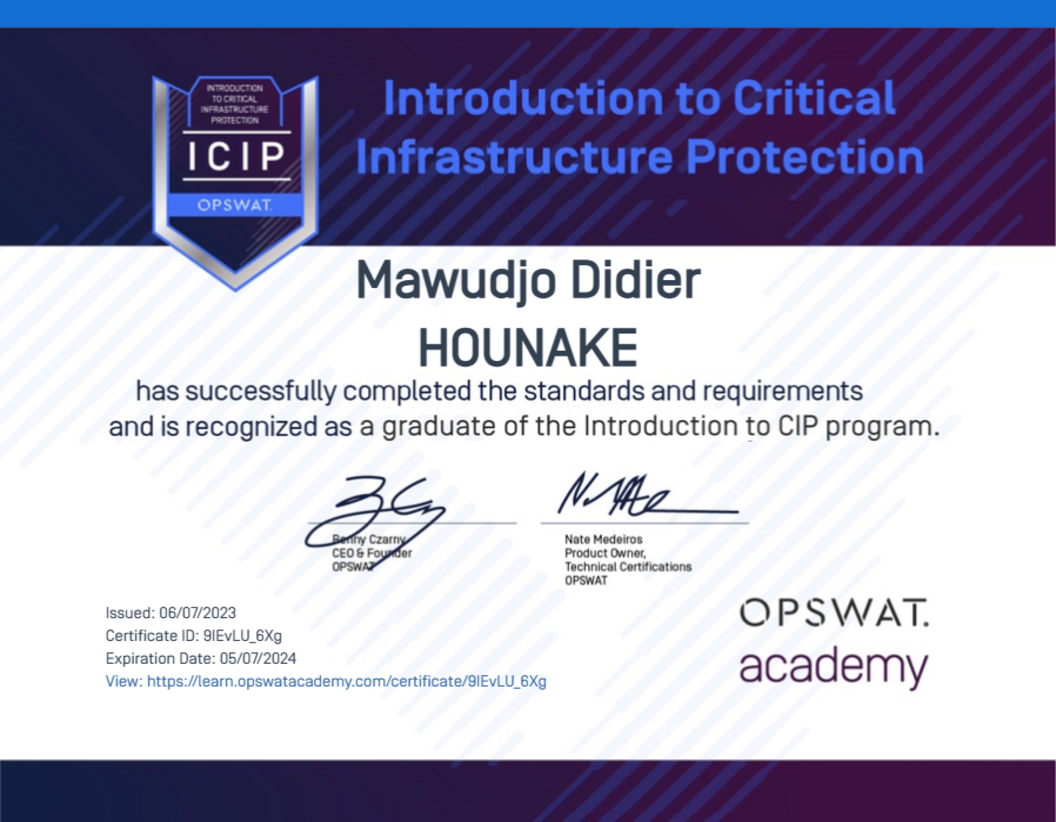 INTRODUCTION
TO CRITICAL
INFRASTRUCTURE
PROTECTION
ICIP
OPSWAT.
Introduction to Critical
Infrastructure Protection
Mawudjo Didier
HOUNAKE
has successfully completed the standards and requirements
and is recognized as a graduate of the Introduction to CIP program.
Benny Czarny
CEO & Founder
OPSWAT
Nate Medeiros
Product Owner,
Technical Certifications
OPSWAT
Issued: 06/07/2023
Certificate ID: 9IEvLU_6Xg
Expiration Date: 05/07/2024
View: https://learn.opswatacademy.com/certificate/9IEvLU_6Xg
OPSWAT.
academy